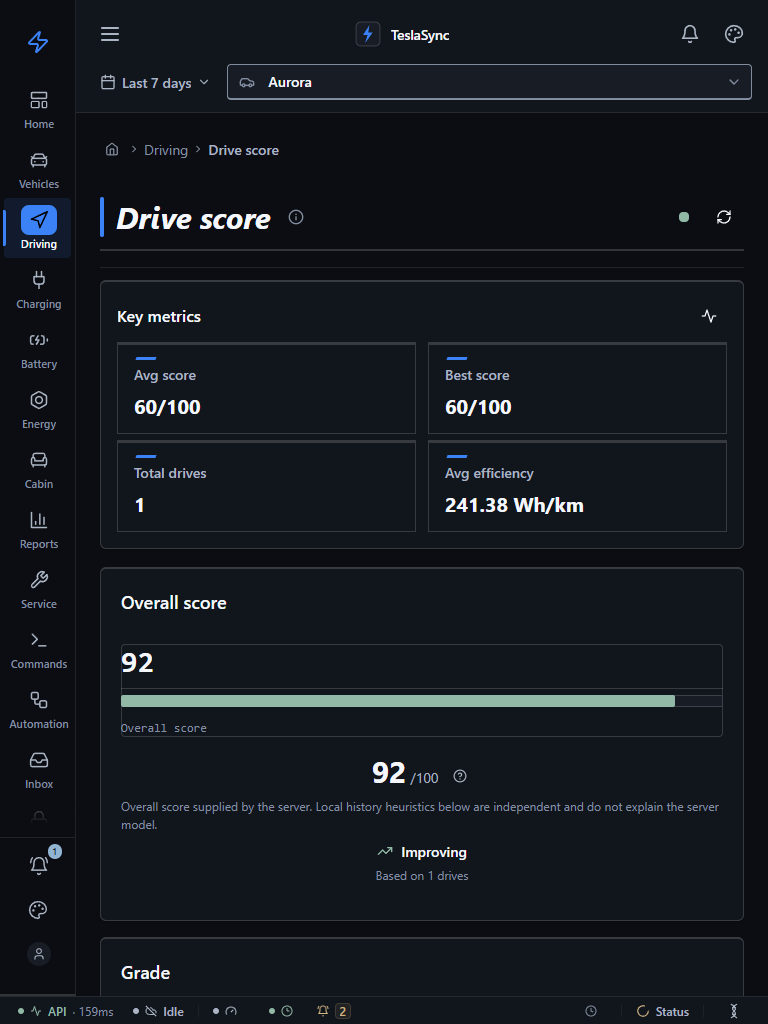 TeslaSync
Last 7 days
Aurora
Home
Vehicles
Driving
Charging
Battery
Energy
Cabin
Reports
Service
Commands
Automation
Inbox
1
Driving
Drive score
Drive score
Key metrics
Avg score
60/100
Best score
60/100
Total drives
1
Avg efficiency
241.38 Wh/km
Overall score
92
Overall score
92 /100
Overall score supplied by the server. Local history heuristics below are independent and do not explain the server
model.
Improving
Based on 1 drives
Grade
API · 159ms
Idle
2
Status